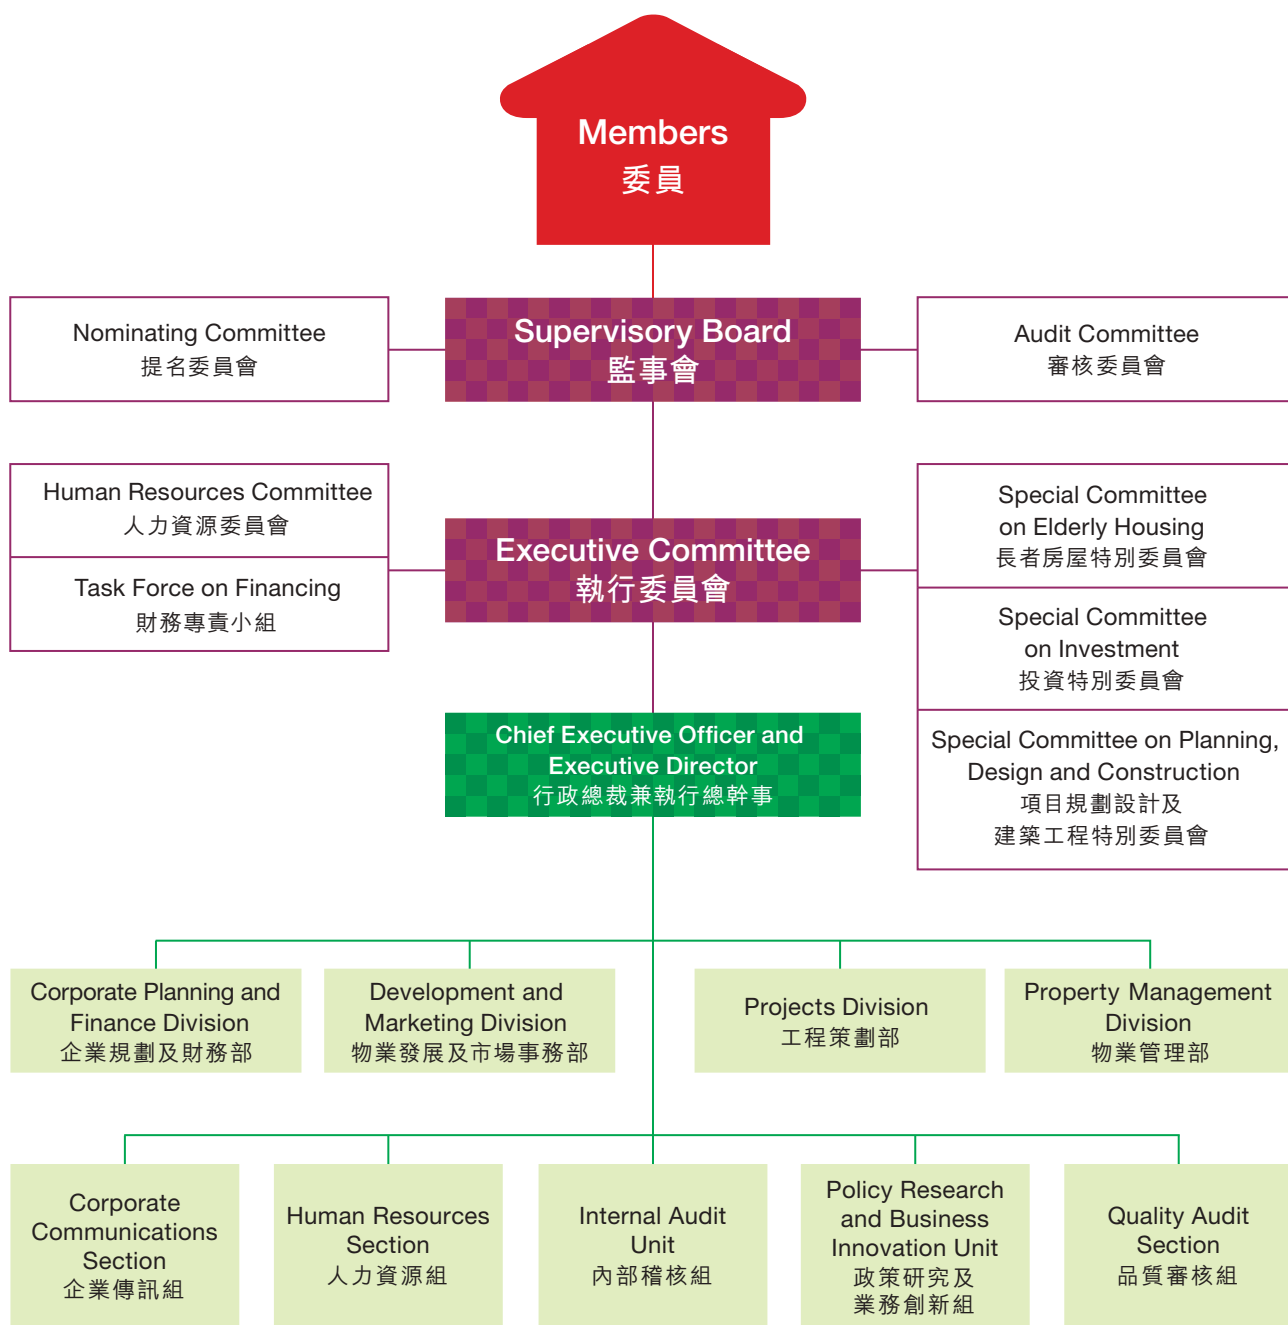 Members
委員
Nominating Committee
提名委員會
Supervisory Board
監事會
Audit Committee
審核委員會
Human Resources Committee
人力資源委員會
Task Force on Financing
財務專責小組
Executive Committee
執行委員會
Special Committee
on Elderly Housing
長者房屋特別委員會
Special Committee
on Investment
投資特別委員會
Special Committee on Planning,
Design and Construction
項目規劃設計及
建築工程特別委員會
Chief Executive Officer and
Executive Director
行政總裁兼執行總幹事
Corporate Planning and
Finance Division
企業規劃及財務部
Development and
Marketing Division
物業發展及市場事務部
Projects Division
工程策劃部
Property Management
Division
物業管理部
Corporate
Communications
Section
企業傳訊組
Human Resources
Section
人力資源組
Internal Audit
Unit
內部稽核組
Policy Research
and Business
Innovation Unit
政策研究及
業務創新組
Quality Audit
Section
品質審核組